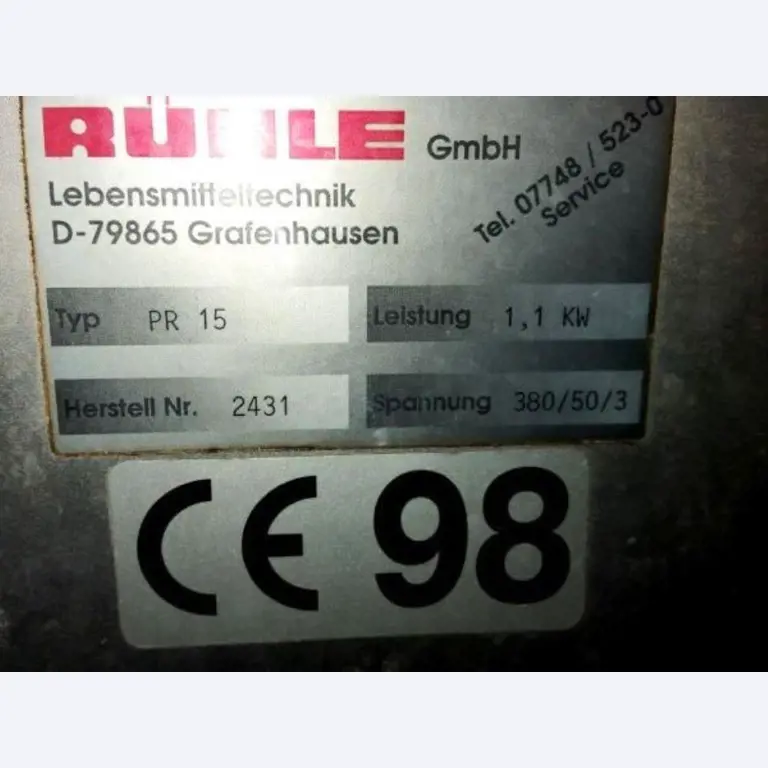 RÜHLE GmbH
Lebensmitteltechnik
D-79865 Grafenhausen
Tel. 07748 / 523-0
Service
Typ PR 15
Leistung 1,1 KW
Herstell Nr. 2431
Spannung 380/50/3
CE 98